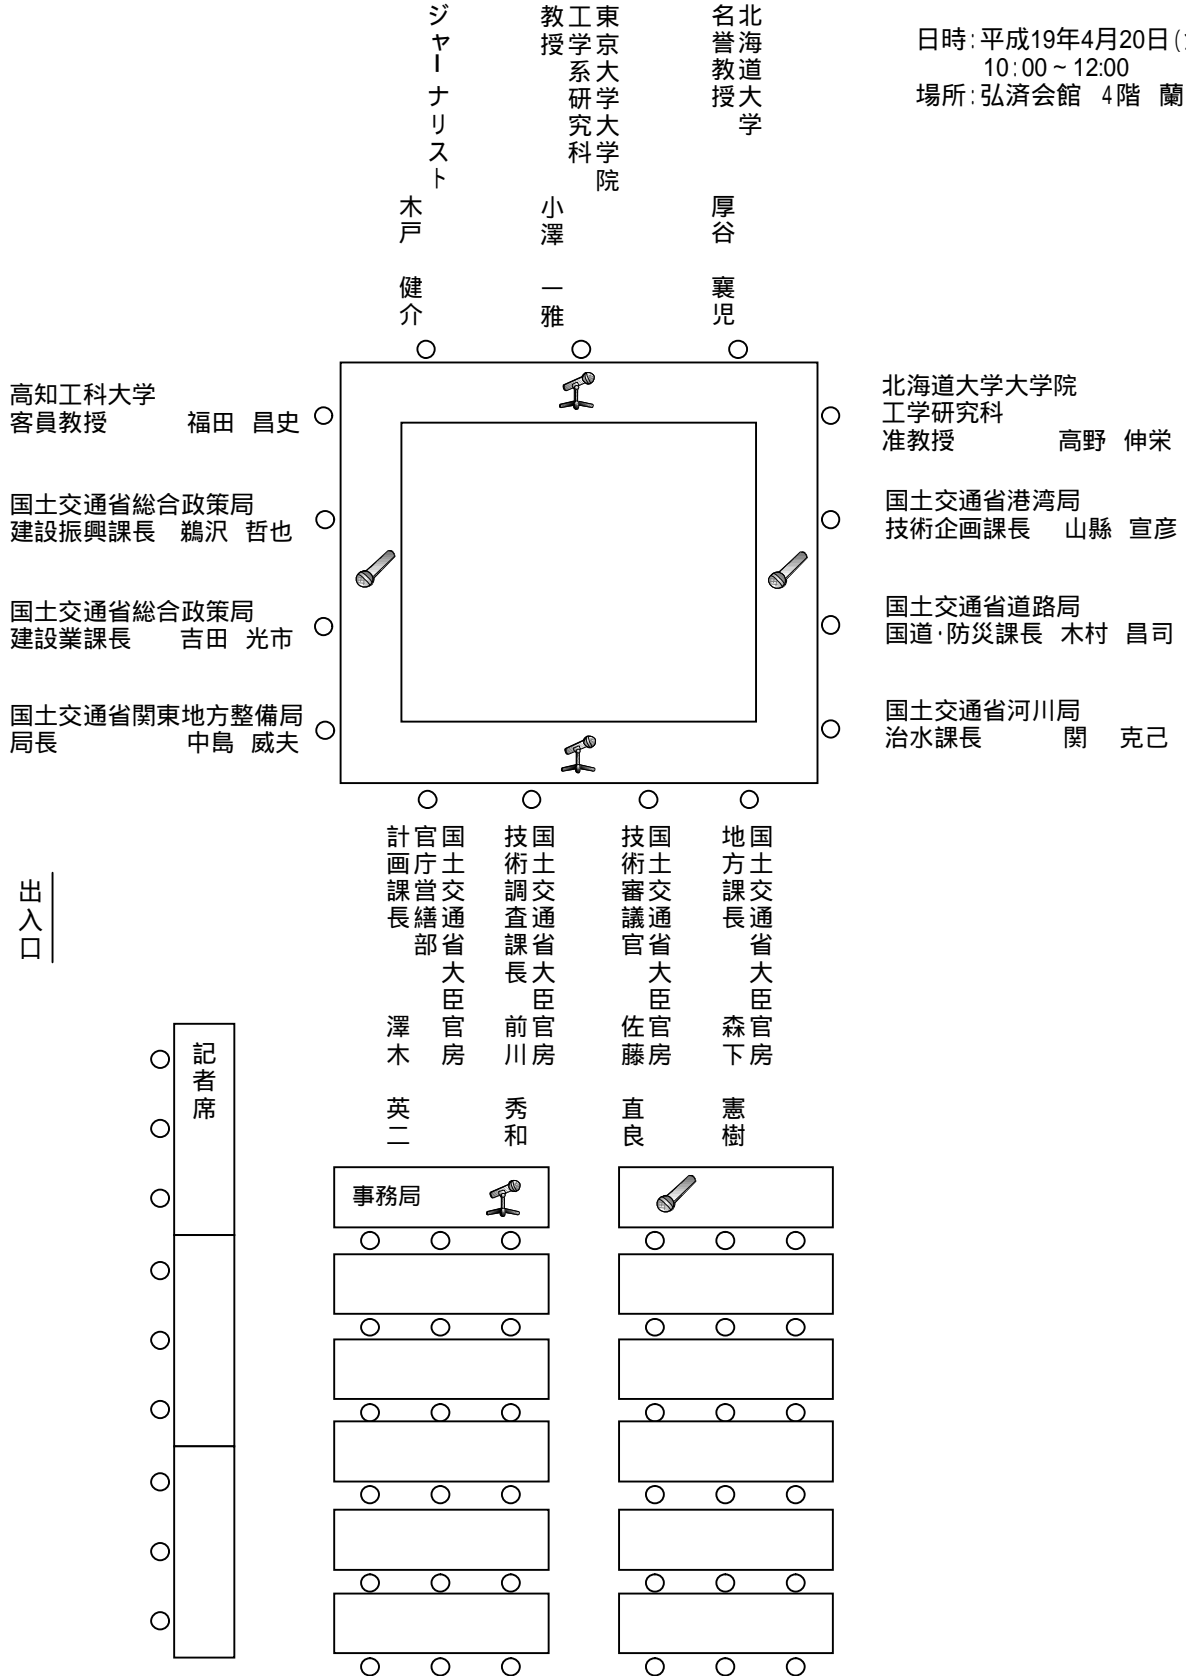 日時:平成19年4月20日(
10:00~12:00
場所:弘済会館 4階 蘭
ジャーナリスト
木戸 健介
東京大学大学院
工学系研究科
教授
小澤 一雅
北海道大学
名誉教授
厚谷 襄児
高知工科大学
客員教授 福田 昌史
国土交通省総合政策局
建設振興課長 鵜沢 哲也
国土交通省総合政策局
建設業課長 吉田 光市
国土交通省関東地方整備局
局長 中島 威夫
北海道大学大学院
工学研究科
准教授 高野 伸栄
国土交通省港湾局
技術企画課長 山縣 宣彦
国土交通省道路局
国道・防災課長 木村 昌司
国土交通省河川局
治水課長 関 克己
国土交通省大臣官房
官庁営繕部
計画課長 澤木 英二
国土交通省大臣官房
技術調査課長 前川 秀和
国土交通省大臣官房
技術審議官 佐藤 直良
国土交通省大臣官房
地方課長 森下 憲樹
出入口
記者席
事務局